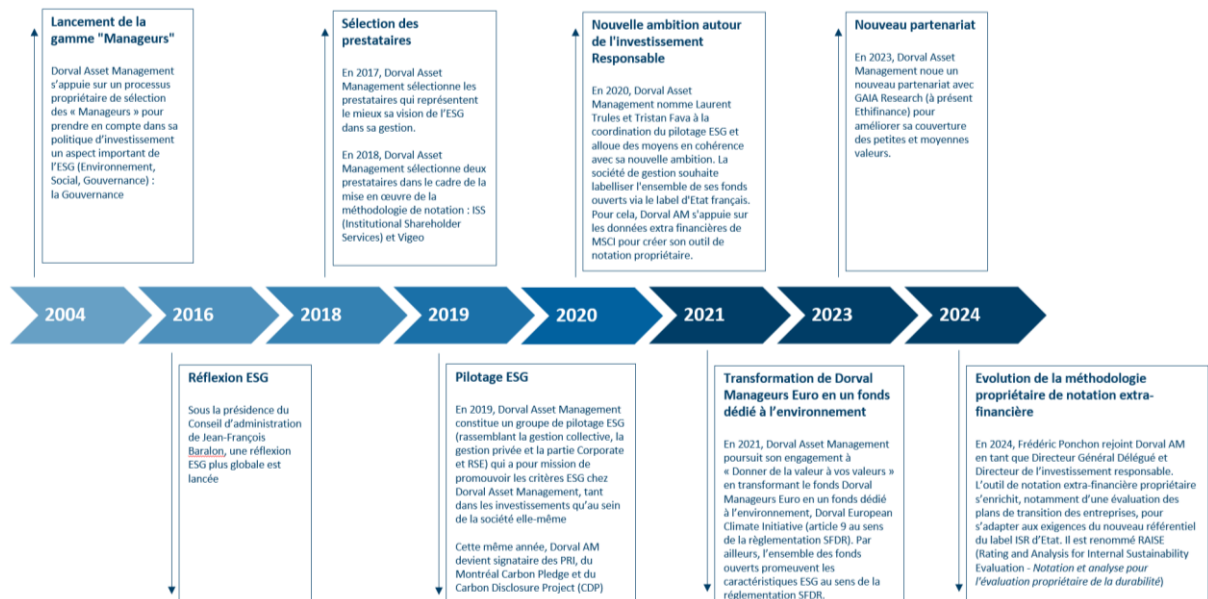 Lancement de la
gamme "Manageurs"
Dorval Asset Management
s'appuie sur un processus
propriétaire de sélection
des « Manageurs » pour
prendre en compte dans sa
politique d'investissement
un aspect important de
l'ESG (Environnement,
Social, Gouvernance) :
la Gouvernance
Sélection des
prestataires
En 2017, Dorval Asset
Management sélectionne les
prestataires qui représentent
le mieux sa vision de l'ESG
dans sa gestion.
En 2018, Dorval Asset
Management sélectionne deux
prestataires dans le cadre de la
mise en œuvre de la
méthodologie de notation : ISS
(Institutional Shareholder
Services) et Vigeo
Nouvelle ambition autour
de l'investissement
Responsable
En 2020, Dorval Asset
Management nomme Laurent
Trules et Tristan Fava à la
coordination du pilotage ESG et
alloue des moyens en cohérence
avec sa nouvelle ambition. La
société de gestion souhaite
labelliser l'ensemble de ses fonds
ouverts via le label d'Etat français.
Pour cela, Dorval AM s'appuie sur
les données extra financières de
MSCI pour créer son outil de
notation propriétaire.
Nouveau partenariat
En 2023, Dorval Asset
Management noue un
nouveau partenariat avec
GAIA Research (à présent
Ethifinance) pour
améliorer sa couverture
des petites et moyennes
valeurs.
2004
2016
2018
2019
2020
2021
2023
2024
Réflexion ESG
Sous la présidence du
Conseil d'administration
de Jean-François
Baralon, une réflexion
ESG plus globale est
lancée
Pilotage ESG
En 2019, Dorval Asset Management
constitue un groupe de pilotage ESG
(rassemblant la gestion collective, la
gestion privée et la partie Corporate
et RSE) qui a pour mission de
promouvoir les critères ESG chez
Dorval Asset Management, tant
dans les investissements qu'au sein
de la société elle-même
Cette même année, Dorval AM
devient signataire des PRI, du
Montréal Carbon Pledge et du
Carbon Disclosure Project (CDP)
Transformation de Dorval
Manageurs Euro en un fonds
dédié à l'environnement
En 2021, Dorval Asset Management
poursuit son engagement à
« Donner de la valeur à vos valeurs »
en transformant le fonds Dorval
Manageurs Euro en un fonds dédié
à l'environnement, Dorval European
Climate Initiative (article 9 au sens
de la règlementation SFDR). Par
ailleurs, l'ensemble des fonds
ouverts promeuvent les
caractéristiques ESG au sens de la
réglementation SFDR.
Evolution de la méthodologie
propriétaire de notation extra-
financière
En 2024, Frédéric Ponchon rejoint Dorval AM
en tant que Directeur Général Délégué et
Directeur de l'investissement responsable.
L'outil de notation extra-financière propriétaire
s'enrichit, notamment d'une évaluation des
plans de transition des entreprises, pour
s'adapter aux exigences du nouveau référentiel
du label ISR d'Etat. Il est renommé RAISE
(Rating and Analysis for Internal Sustainability
Evaluation - Notation et analyse pour
l'évaluation propriétaire de la durabilité)